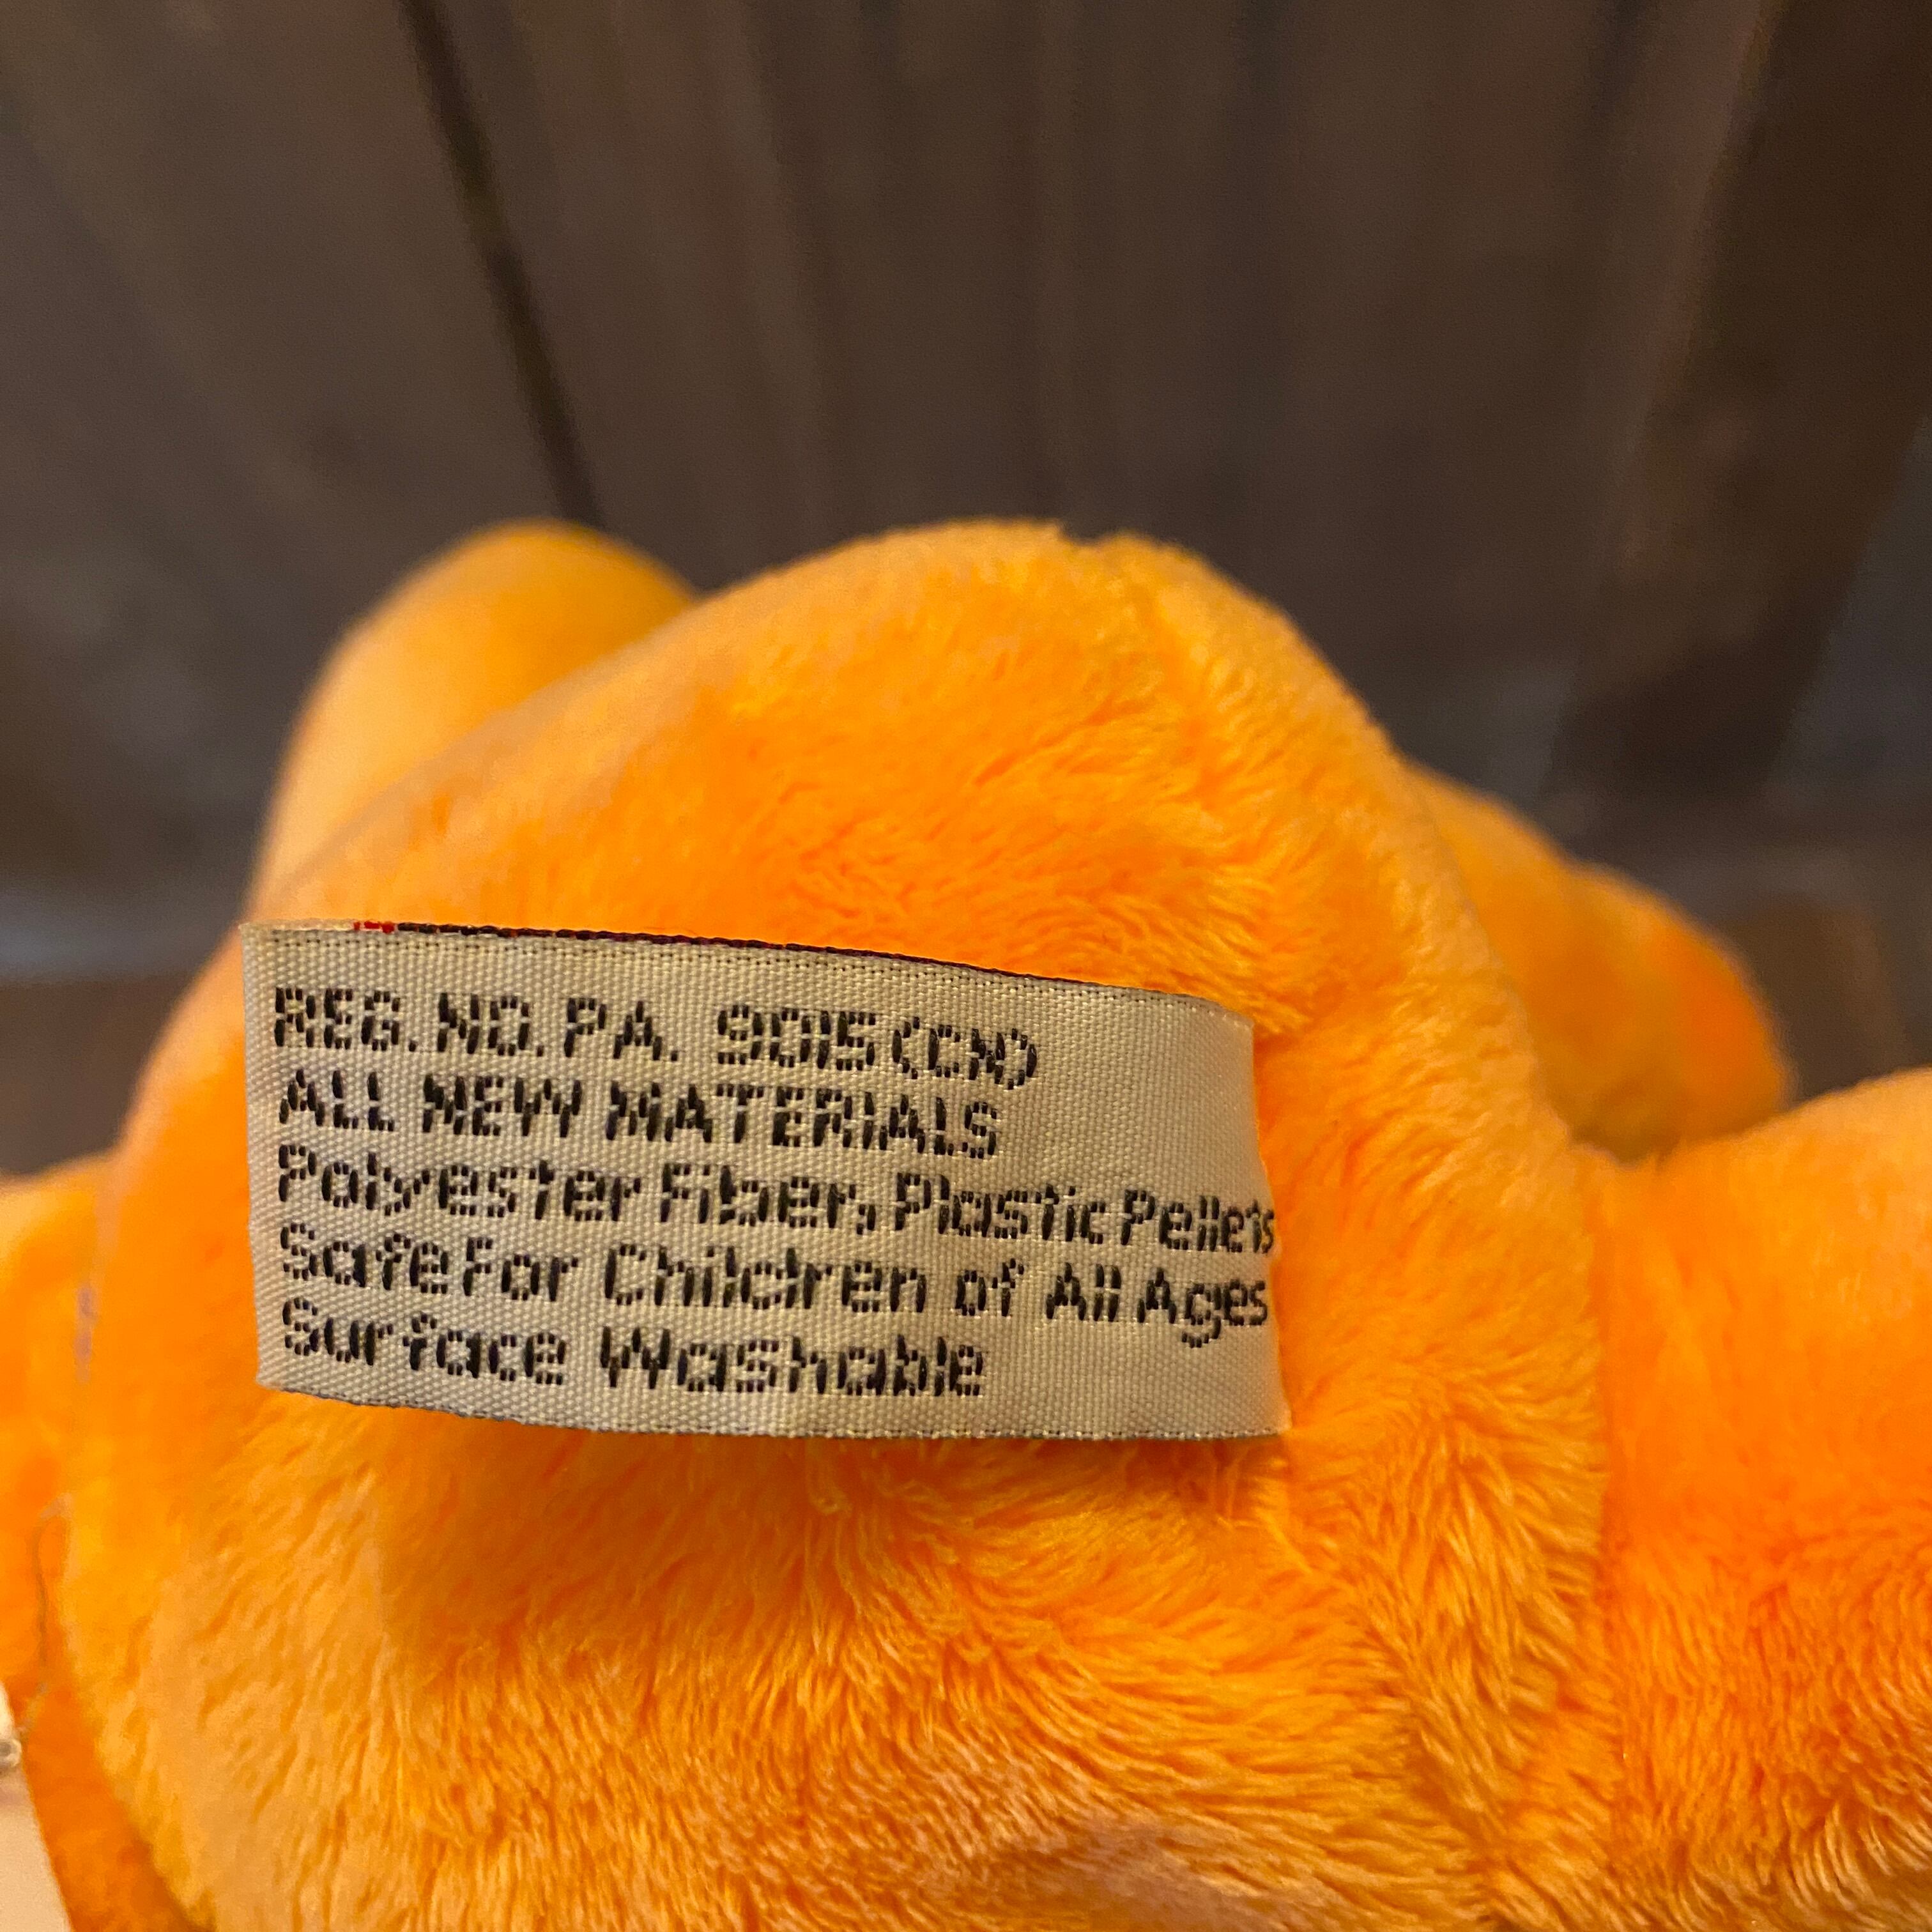 REG. NO. PA. 9015 (CN)
ALL NEW MATERIALS
Polyester Fiber, Plastic Pellets
Safe For Children of All Ages
Surface Washable